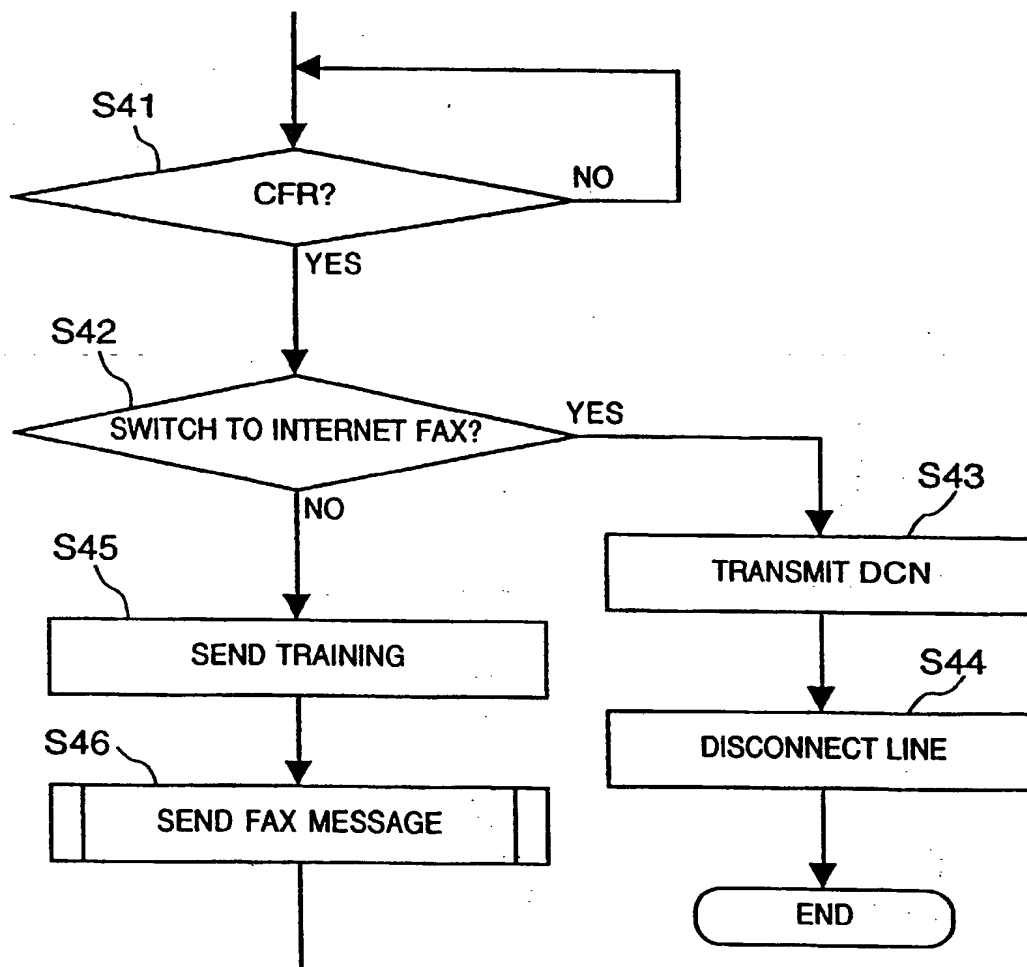 S41
CFR?
NO
YES
S42
SWITCH TO INTERNET FAX?
YES
NO
S43
TRANSMIT DCN
S45
SEND TRAINING
S44
DISCONNECT LINE
S46
SEND FAX MESSAGE
END